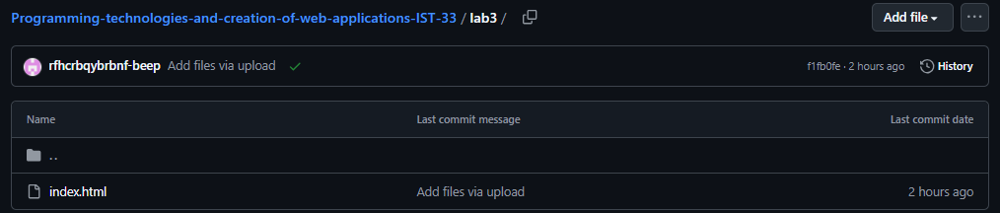 Programming-technologies-and-creation-of-web-applications-IST-33 / lab3 / Add file
rfhcrbqybrbnf-beep Add files via upload f1fb0fe · 2 hours ago History
Name Last commit message Last commit date
..
index.html Add files via upload 2 hours ago